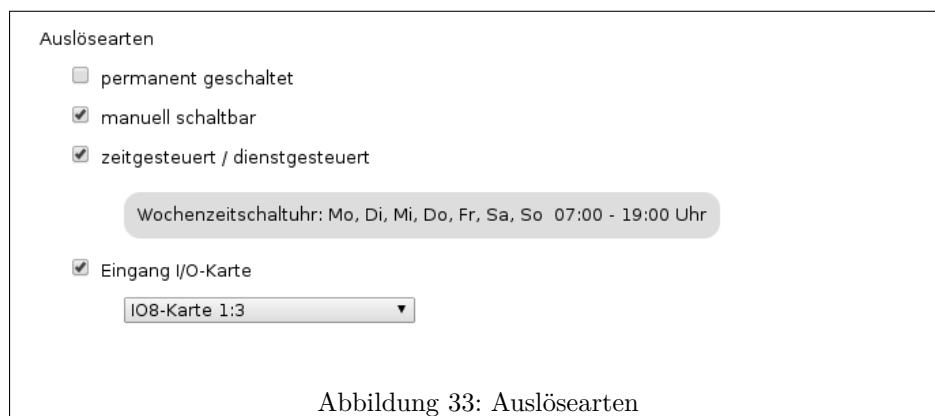 Auslösearten
permanent geschaltet
manuell schaltbar
zeitgesteuert / dienstgesteuert
Wochenzeitschaltuhr: Mo, Di, Mi, Do, Fr, Sa, So 07:00 - 19:00 Uhr
Eingang I/O-Karte
IO8-Karte 1:3
Abbildung 33: Auslösearten